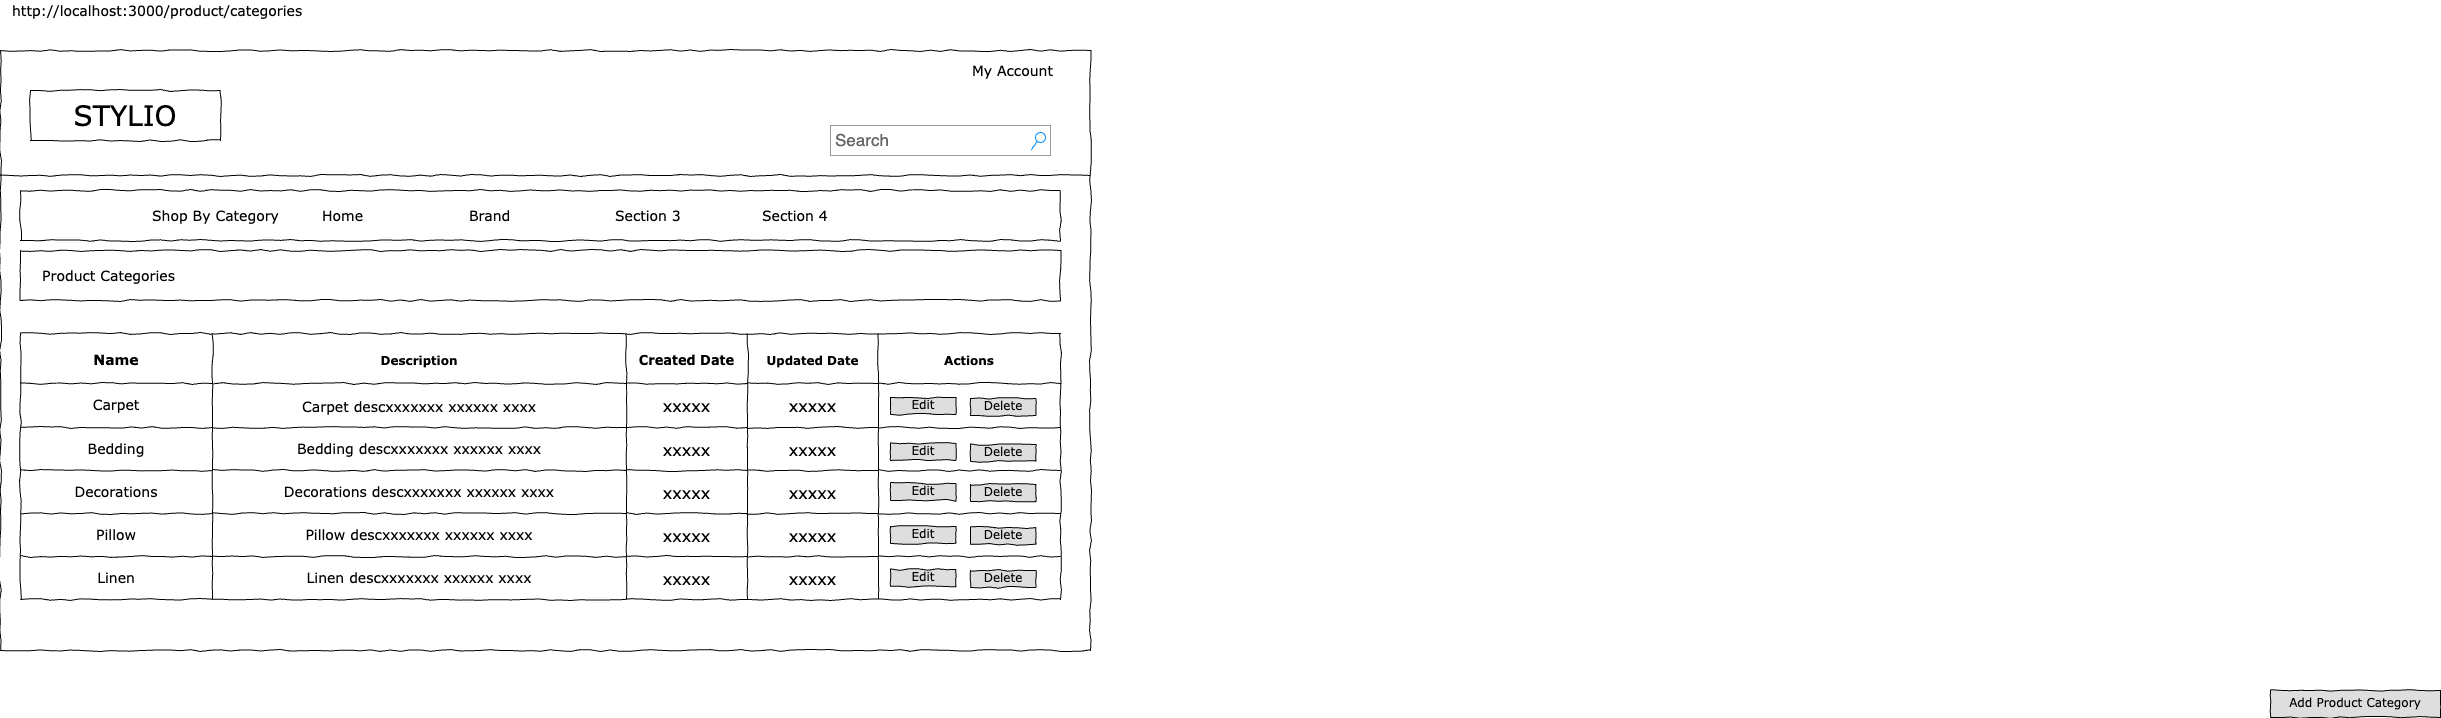 http://localhost:3000/product/categories
My Account
STYLIO
Search
Shop By Category Home Brand Section 3 Section 4
Product Categories
Name Description Created Date Updated Date Actions
Carpet Carpet descxxxxxxx xxxxxx xxxx xxxxx xxxxx Edit Delete
Bedding Bedding descxxxxxxx xxxxxx xxxx xxxxx xxxxx Edit Delete
Decorations Decorations descxxxxxxx xxxxxx xxxx xxxxx xxxxx Edit Delete
Pillow Pillow descxxxxxxx xxxxxx xxxx xxxxx xxxxx Edit Delete
Linen Linen descxxxxxxx xxxxxx xxxx xxxxx xxxxx Edit Delete
Add Product Category